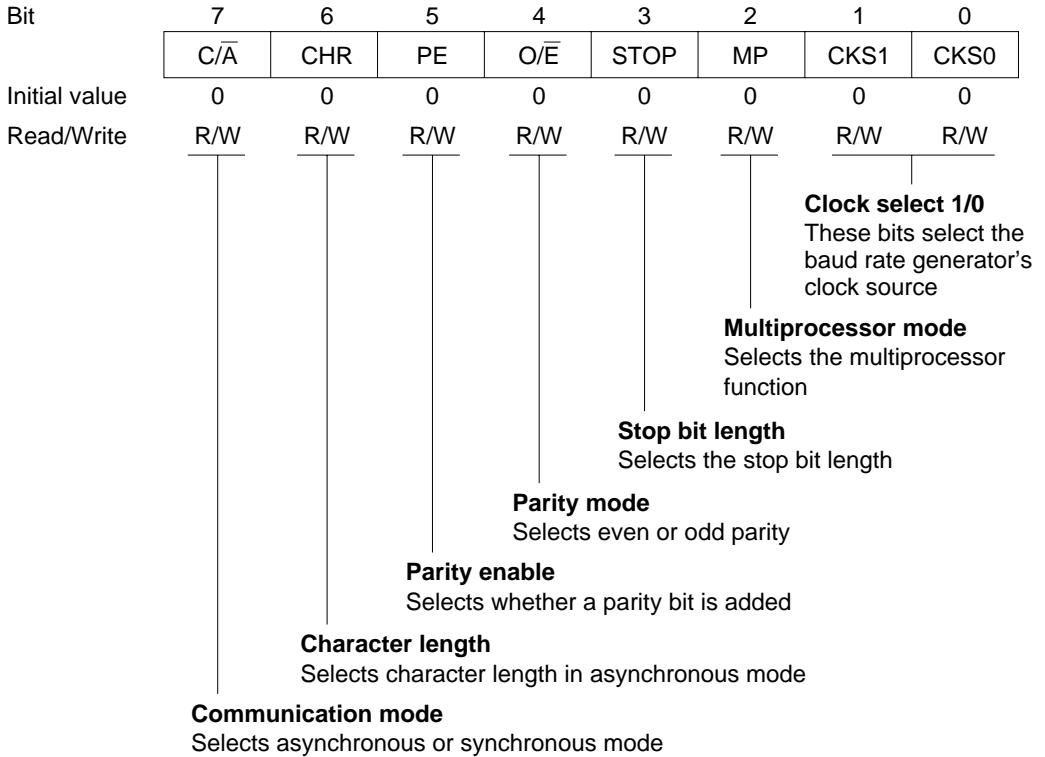 Bit 7 6 5 4 3 2 1 0
C/A̅ CHR PE O/E̅ STOP MP CKS1 CKS0
Initial value 0 0 0 0 0 0 0 0
Read/Write R/W R/W R/W R/W R/W R/W R/W R/W
Clock select 1/0
These bits select the
baud rate generator’s
clock source
Multiprocessor mode
Selects the multiprocessor
function
Stop bit length
Selects the stop bit length
Parity mode
Selects even or odd parity
Parity enable
Selects whether a parity bit is added
Character length
Selects character length in asynchronous mode
Communication mode
Selects asynchronous or synchronous mode